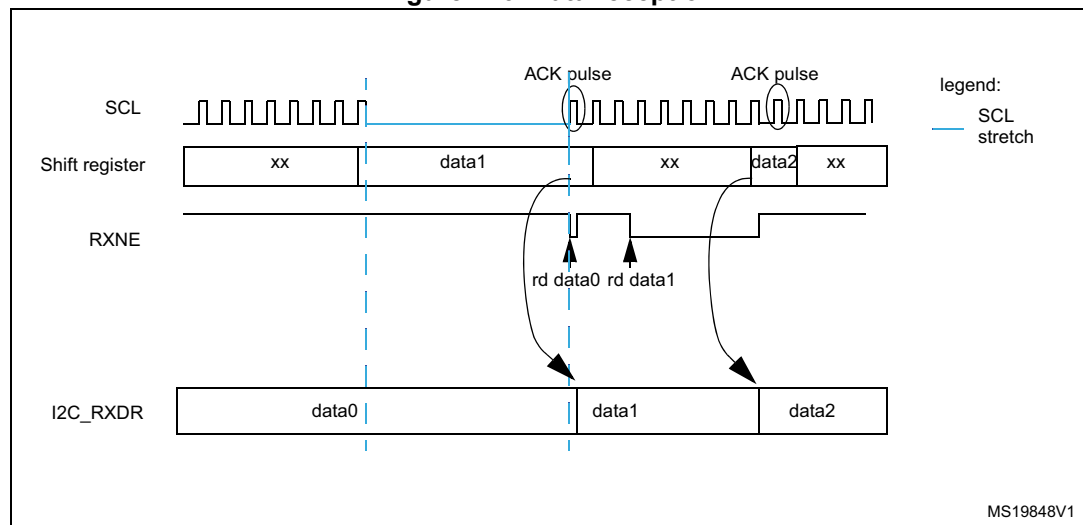 ACK pulse ACK pulse
legend:
SCL
SCL
stretch
Shift register xx data1 xx data2 xx
RXNE
rd data0 rd data1
I2C_RXDR data0 data1 data2
MS19848V1